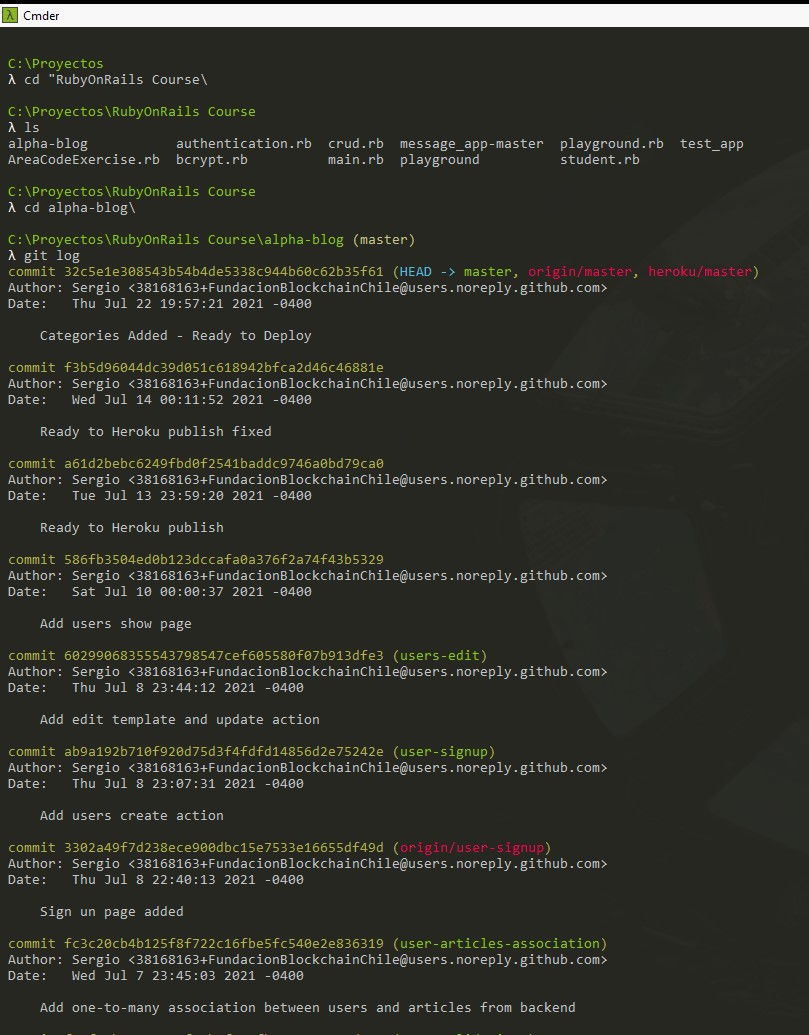 λ Cmder
C:\Proyectos
λ cd "RubyOnRails Course\
C:\Proyectos\RubyOnRails Course
λ ls
alpha-blog authentication.rb crud.rb message_app-master playground.rb test_app
AreaCodeExercise.rb bcrypt.rb main.rb playground student.rb
C:\Proyectos\RubyOnRails Course
λ cd alpha-blog\
C:\Proyectos\RubyOnRails Course\alpha-blog (master)
λ git log
commit 32c5e1e308543b54b4de5338c944b60c62b35f61 (HEAD -> master, origin/master, heroku/master)
Author: Sergio <38168163+FundacionBlockchainChile@users.noreply.github.com>
Date: Thu Jul 22 19:57:21 2021 -0400
Categories Added - Ready to Deploy
commit f3b5d96044dc39d051c618942bfca2d46c46881e
Author: Sergio <38168163+FundacionBlockchainChile@users.noreply.github.com>
Date: Wed Jul 14 00:11:52 2021 -0400
Ready to Heroku publish fixed
commit a61d2bebc6249fbd0f2541baddc9746a0bd79ca0
Author: Sergio <38168163+FundacionBlockchainChile@users.noreply.github.com>
Date: Tue Jul 13 23:59:20 2021 -0400
Ready to Heroku publish
commit 586fb3504ed0b123dccafa0a376f2a74f43b5329
Author: Sergio <38168163+FundacionBlockchainChile@users.noreply.github.com>
Date: Sat Jul 10 00:00:37 2021 -0400
Add users show page
commit 60299068355543798547cef605580f07b913dfe3 (users-edit)
Author: Sergio <38168163+FundacionBlockchainChile@users.noreply.github.com>
Date: Thu Jul 8 23:44:12 2021 -0400
Add edit template and update action
commit ab9a192b710f920d75d3f4fdfd14856d2e75242e (user-signup)
Author: Sergio <38168163+FundacionBlockchainChile@users.noreply.github.com>
Date: Thu Jul 8 23:07:31 2021 -0400
Add users create action
commit 3302a49f7d238ece900dbc15e7533e16655df49d (origin/user-signup)
Author: Sergio <38168163+FundacionBlockchainChile@users.noreply.github.com>
Date: Thu Jul 8 22:40:13 2021 -0400
Sign un page added
commit fc3c20cb4b125f8f722c16fbe5fc540e2e836319 (user-articles-association)
Author: Sergio <38168163+FundacionBlockchainChile@users.noreply.github.com>
Date: Wed Jul 7 23:45:03 2021 -0400
Add one-to-many association between users and articles from backend